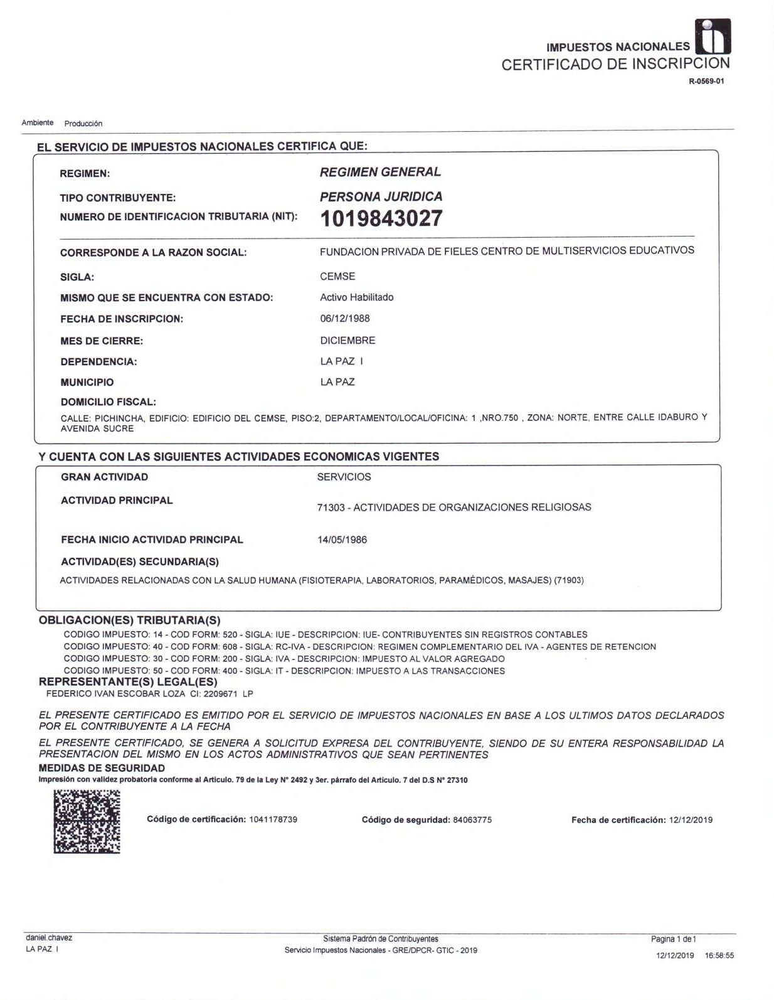 IMPUESTOS NACIONALES
CERTIFICADO DE INSCRIPCION
R-0569-01
Ambiente Producción
EL SERVICIO DE IMPUESTOS NACIONALES CERTIFICA QUE:
REGIMEN: REGIMEN GENERAL
TIPO CONTRIBUYENTE: PERSONA JURIDICA
NUMERO DE IDENTIFICACION TRIBUTARIA (NIT): 1019843027
CORRESPONDE A LA RAZON SOCIAL: FUNDACION PRIVADA DE FIELES CENTRO DE MULTISERVICIOS EDUCATIVOS
SIGLA: CEMSE
MISMO QUE SE ENCUENTRA CON ESTADO: Activo Habilitado
FECHA DE INSCRIPCION: 06/12/1988
MES DE CIERRE: DICIEMBRE
DEPENDENCIA: LA PAZ I
MUNICIPIO LA PAZ
DOMICILIO FISCAL:
CALLE: PICHINCHA, EDIFICIO: EDIFICIO DEL CEMSE, PISO:2, DEPARTAMENTO/LOCAL/OFICINA: 1 ,NRO.750 , ZONA: NORTE, ENTRE CALLE IDABURO Y
AVENIDA SUCRE
Y CUENTA CON LAS SIGUIENTES ACTIVIDADES ECONOMICAS VIGENTES
GRAN ACTIVIDAD SERVICIOS
ACTIVIDAD PRINCIPAL
71303 - ACTIVIDADES DE ORGANIZACIONES RELIGIOSAS
FECHA INICIO ACTIVIDAD PRINCIPAL 14/05/1986
ACTIVIDAD(ES) SECUNDARIA(S)
ACTIVIDADES RELACIONADAS CON LA SALUD HUMANA (FISIOTERAPIA, LABORATORIOS, PARAMÉDICOS, MASAJES) (71903)
OBLIGACION(ES) TRIBUTARIA(S)
CODIGO IMPUESTO: 14 - COD FORM: 520 - SIGLA: IUE - DESCRIPCION: IUE- CONTRIBUYENTES SIN REGISTROS CONTABLES
CODIGO IMPUESTO: 40 - COD FORM: 608 - SIGLA: RC-IVA - DESCRIPCION: REGIMEN COMPLEMENTARIO DEL IVA - AGENTES DE RETENCION
CODIGO IMPUESTO: 30 - COD FORM: 200 - SIGLA: IVA - DESCRIPCION: IMPUESTO AL VALOR AGREGADO
CODIGO IMPUESTO: 50 - COD FORM: 400 - SIGLA: IT - DESCRIPCION: IMPUESTO A LAS TRANSACCIONES
REPRESENTANTE(S) LEGAL(ES)
FEDERICO IVAN ESCOBAR LOZA CI: 2209671 LP
EL PRESENTE CERTIFICADO ES EMITIDO POR EL SERVICIO DE IMPUESTOS NACIONALES EN BASE A LOS ULTIMOS DATOS DECLARADOS
POR EL CONTRIBUYENTE A LA FECHA
EL PRESENTE CERTIFICADO, SE GENERA A SOLICITUD EXPRESA DEL CONTRIBUYENTE, SIENDO DE SU ENTERA RESPONSABILIDAD LA
PRESENTACION DEL MISMO EN LOS ACTOS ADMINISTRATIVOS QUE SEAN PERTINENTES
MEDIDAS DE SEGURIDAD
Impresión con validez probatoria conforme al Artículo. 79 de la Ley Nº 2492 y 3er. párrafo del Artículo. 7 del D.S Nº 27310
Código de certificación: 1041178739 Código de seguridad: 84063775 Fecha de certificación: 12/12/2019
daniel.chavez Sistema Padrón de Contribuyentes Pagina 1 de1
LA PAZ I Servicio Impuestos Nacionales - GRE/DPCR- GTIC - 2019
12/12/2019 16:58:55